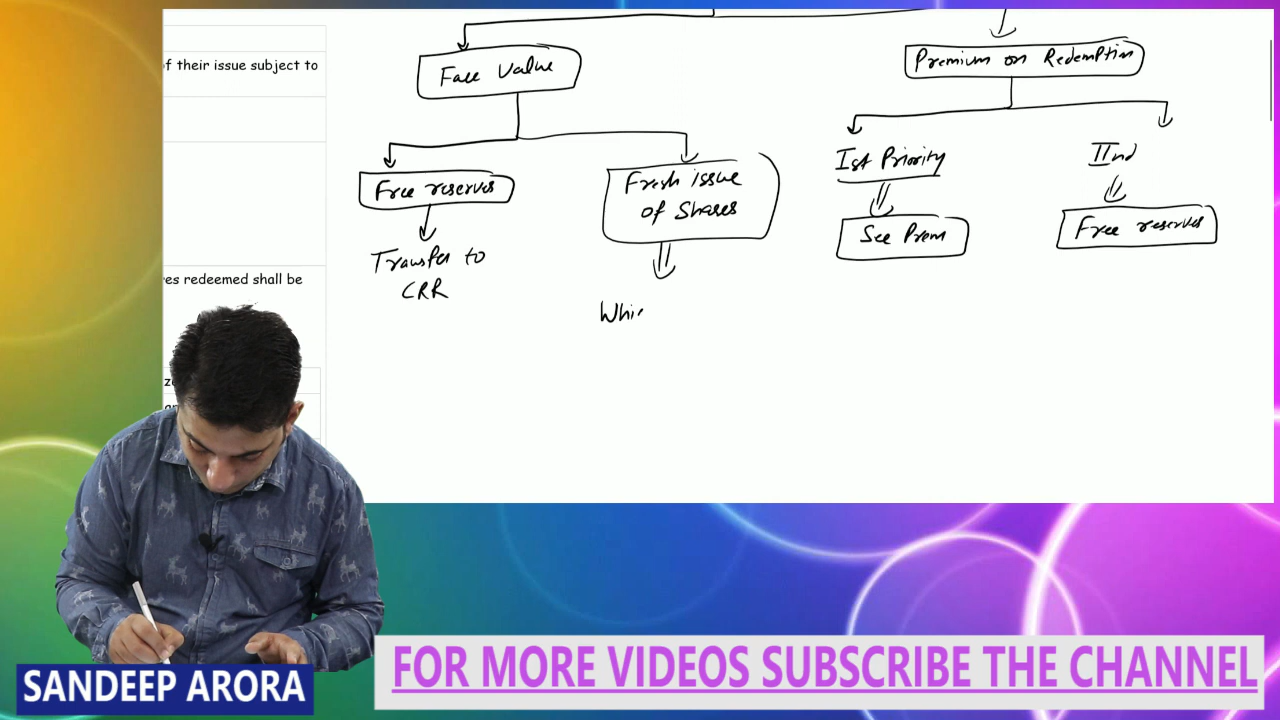 f their issue subject to
Face Value
Premium on Redemption
Free reserves
Fresh issue
of Shares
Ist Priority
IInd
Transfer to
CRR
Sec Prem
Free reserves
es redeemed shall be
Whi
SANDEEP ARORA
FOR MORE VIDEOS SUBSCRIBE THE CHANNEL